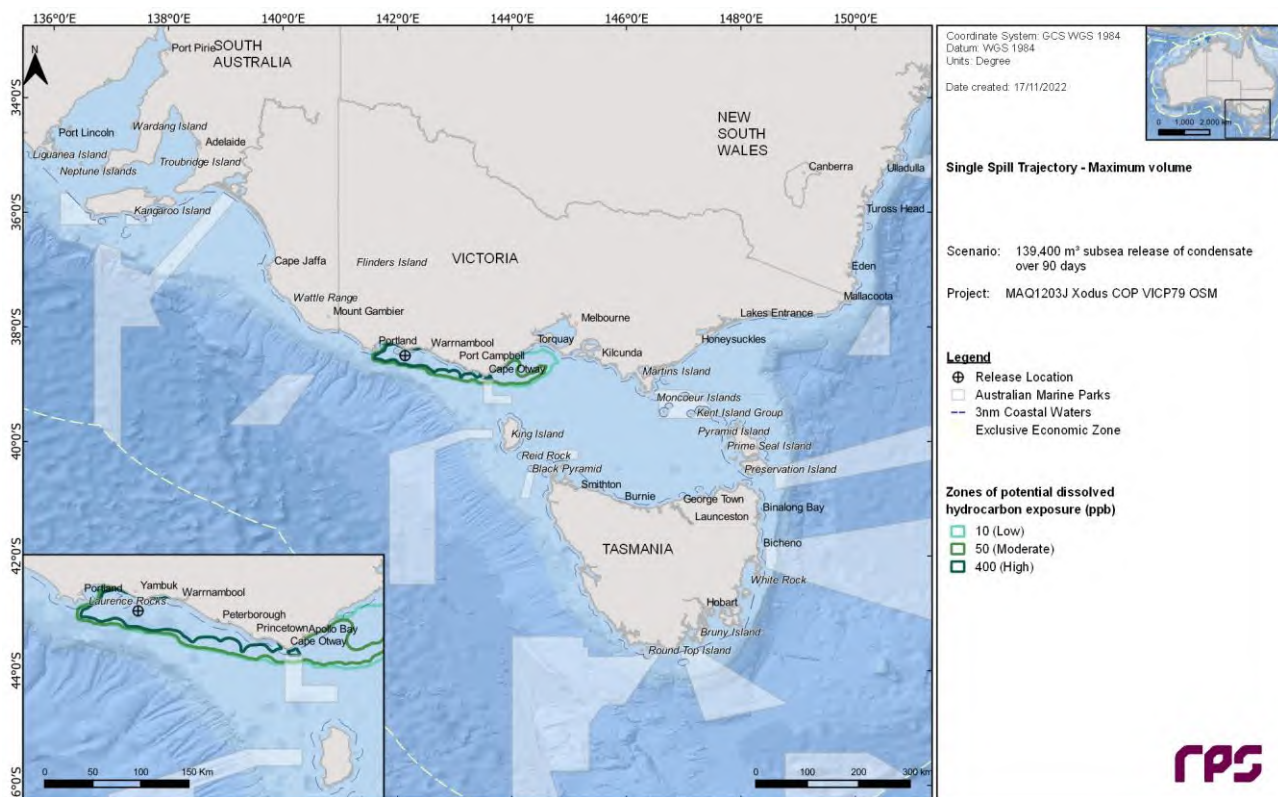 136°0'E 138°0'E 140°0'E 142°0'E 144°0'E 146°0'E 148°0'E 150°0'E
34°0'S
36°0'S
38°0'S
40°0'S
42°0'S
44°0'S
6°0'S
N
Port Pirie
SOUTH
AUSTRALIA
Port Lincoln
Wardang Island
Adelaide
Liguanea Island
Troubridge Island
Neptune Islands
Kangaroo Island
NEW
SOUTH
WALES
Canberra
Ulladulla
Tuross Head
Cape Jaffa
Flinders Island
VICTORIA
Eden
Mallacoota
Wattle Range
Mount Gambier
Melbourne
Lakes Entrance
Portland
Warrnambool
Torquay
Honeysuckles
Port Campbell
Kilcunda
Cape Otway
Martins Island
Moncoeur Islands
Kent Island Group
King Island
Pyramid Island
Prime Seal Island
Reid Rock
Black Pyramid
Preservation Island
Smithton
Burnie
George Town
Binalong Bay
Launceston
TASMANIA
Bicheno
White Rock
Hobart
Bruny Island
Round Top Island
Portland
Yambuk
Warrnambool
Laurence Rocks
Peterborough
Princetown
Apollo Bay
Cape Otway
0 50 100 150 Km
0 100 200 300 km
Coordinate System: GCS WGS 1984
Datum: WGS 1984
Units: Degree
Date created: 17/11/2022
0 1,000 2,000 km
Single Spill Trajectory - Maximum volume
Scenario: 139,400 m³ subsea release of condensate
over 90 days
Project: MAQ1203J Xodus COP VICP79 OSM
Legend
Release Location
Australian Marine Parks
3nm Coastal Waters
Exclusive Economic Zone
Zones of potential dissolved
hydrocarbon exposure (ppb)
10 (Low)
50 (Moderate)
400 (High)
rps